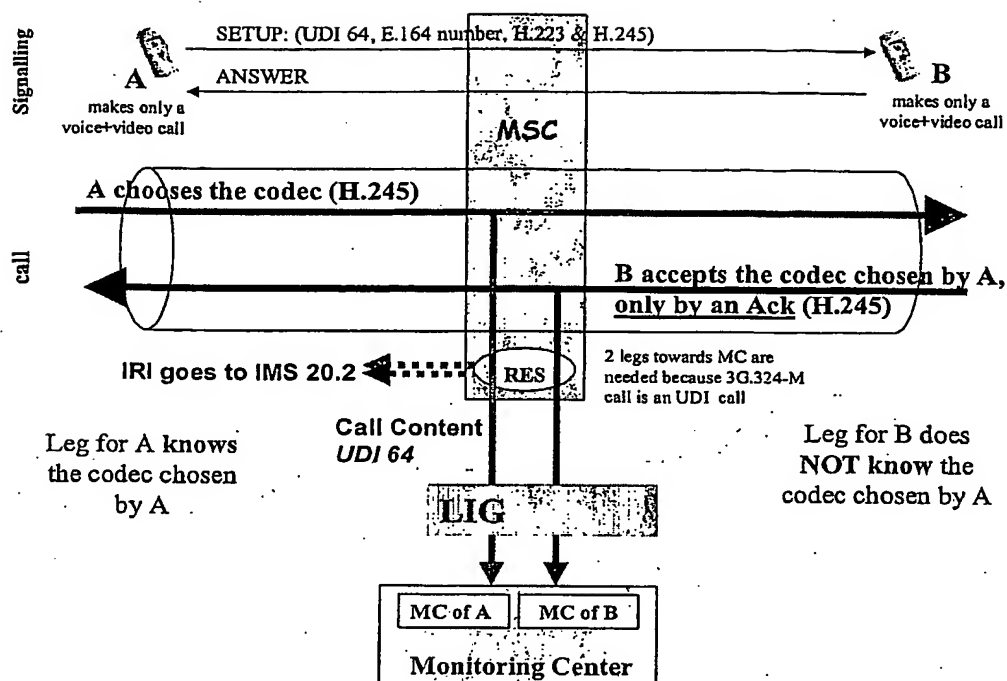 Signalling
SETUP: (UDI 64, E.164 number, H.223 & H.245)
A
ANSWER
B
makes only a
voice+video call
makes only a
voice+video call
MSC
call
A chooses the codec (H.245)
B accepts the codec chosen by A,
only by an Ack (H.245)
IRI goes to IMS 20.2
RES
2 legs towards MC are
needed because 3G.324-M
call is an UDI call
Call Content
UDI 64
Leg for A knows
the codec chosen
by A
Leg for B does
NOT know the
codec chosen by A
LIG
MC of A
MC of B
Monitoring Center